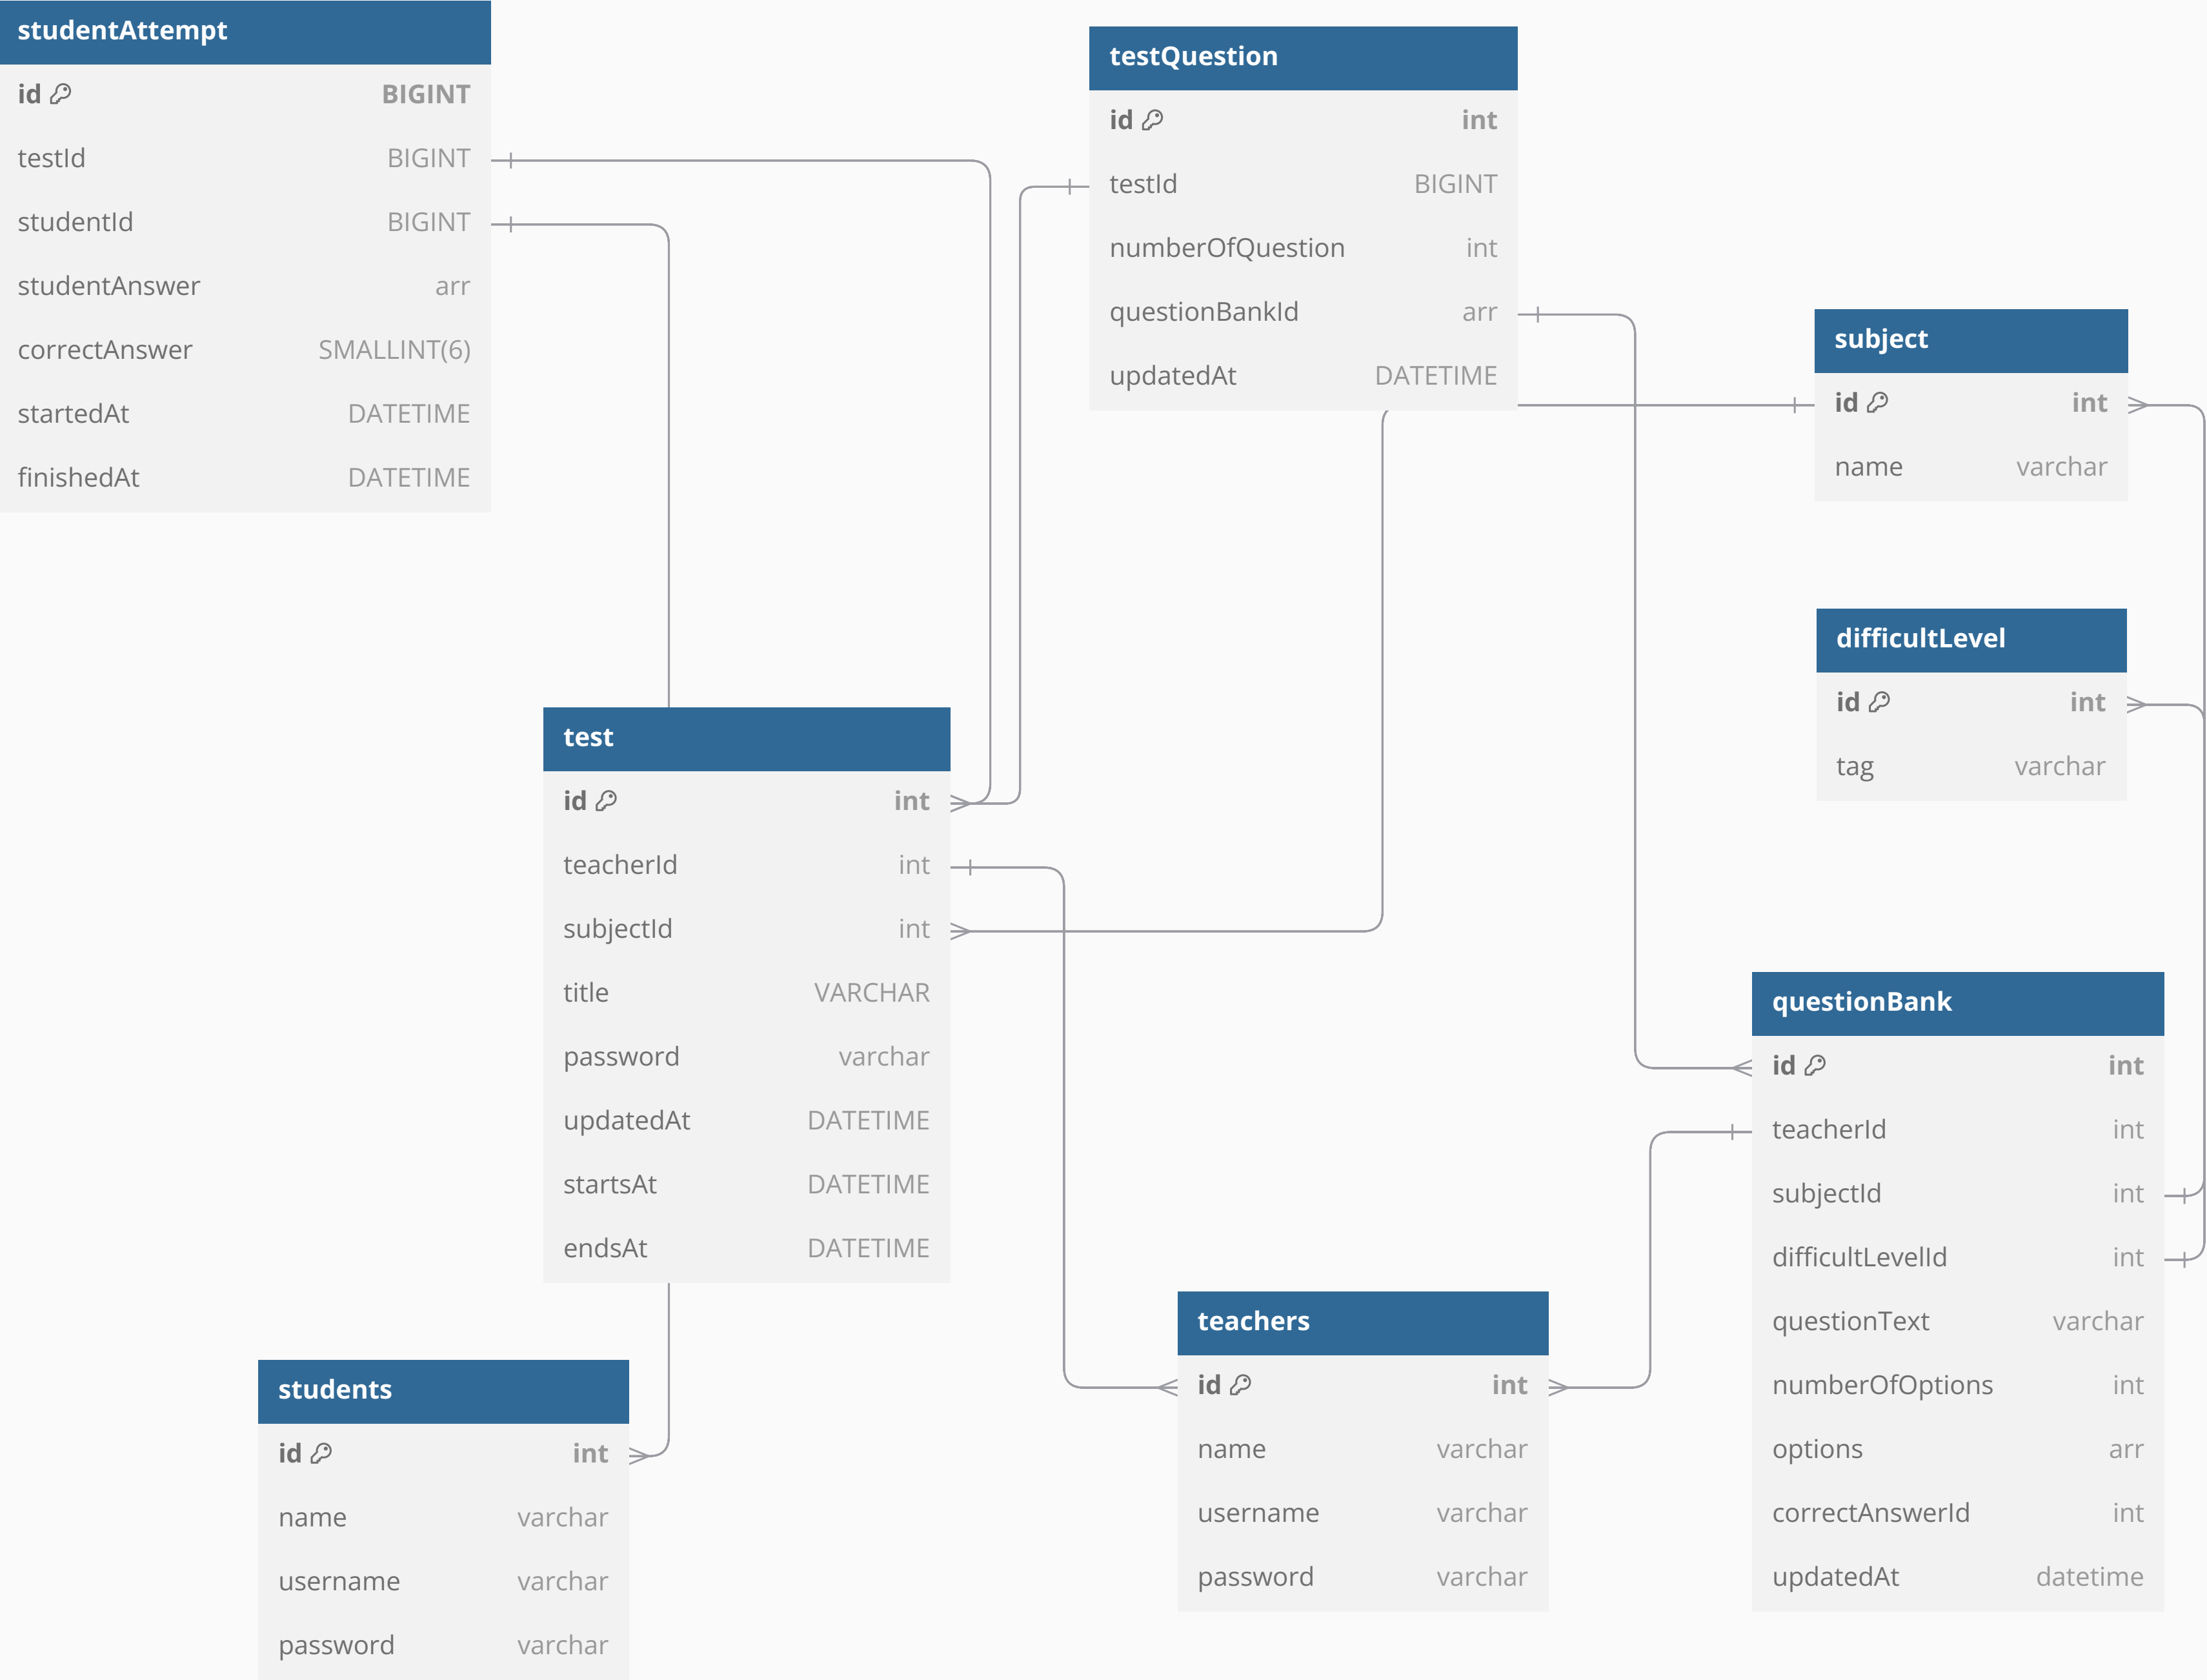 studentAttempt
id BIGINT
testId BIGINT
studentId BIGINT
studentAnswer arr
correctAnswer SMALLINT(6)
startedAt DATETIME
finishedAt DATETIME
testQuestion
id int
testId BIGINT
numberOfQuestion int
questionBankId arr
updatedAt DATETIME
subject
id int
name varchar
difficultLevel
id int
tag varchar
test
id int
teacherId int
subjectId int
title VARCHAR
password varchar
updatedAt DATETIME
startsAt DATETIME
endsAt DATETIME
questionBank
id int
teacherId int
subjectId int
difficultLevelId int
questionText varchar
numberOfOptions int
options arr
correctAnswerId int
updatedAt datetime
teachers
id int
name varchar
username varchar
password varchar
students
id int
name varchar
username varchar
password varchar